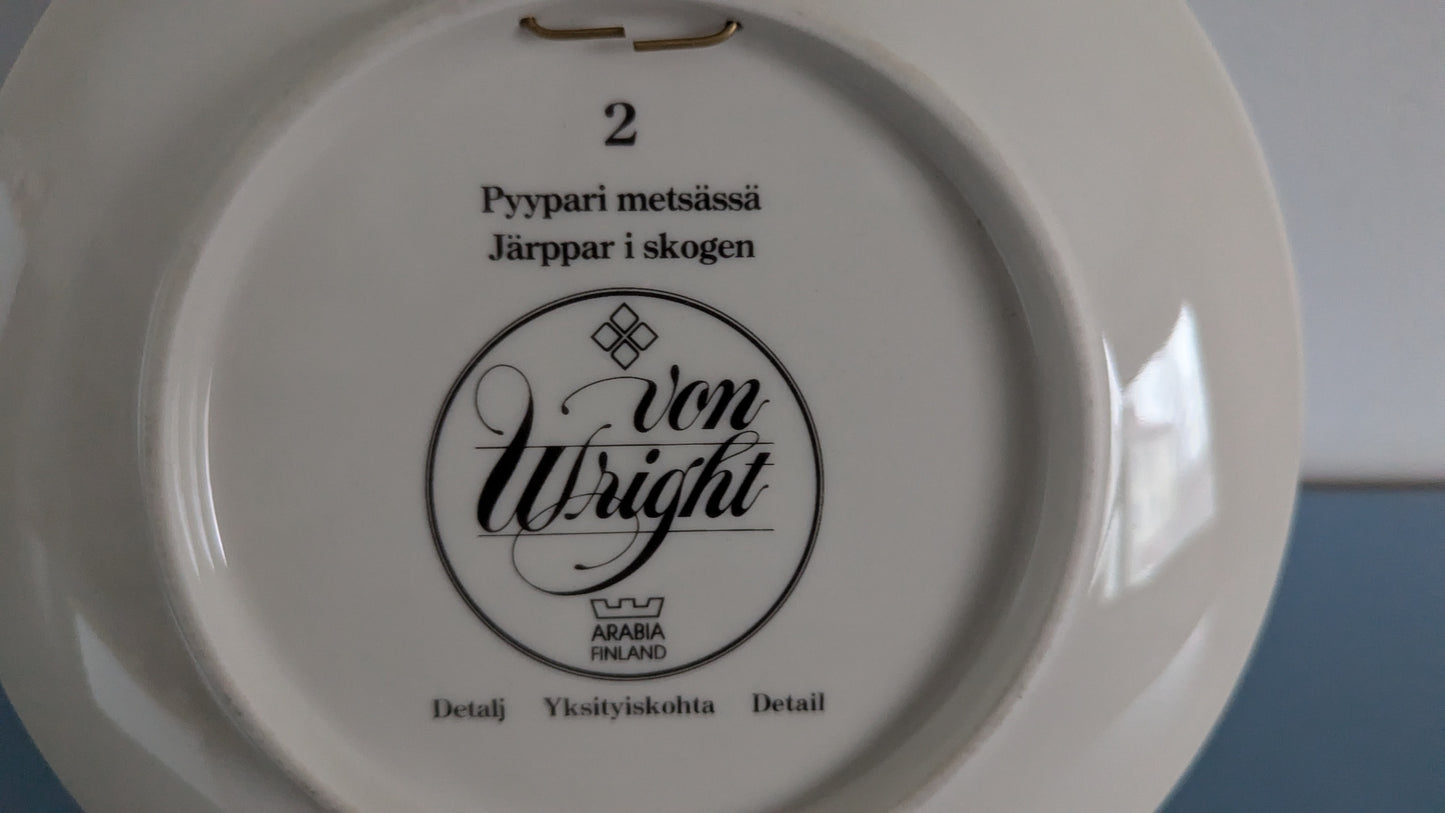 2
Pyypari metsässä
Järppar i skogen
von
Wright
ARABIA
FINLAND
Detalj Yksityiskohta Detail